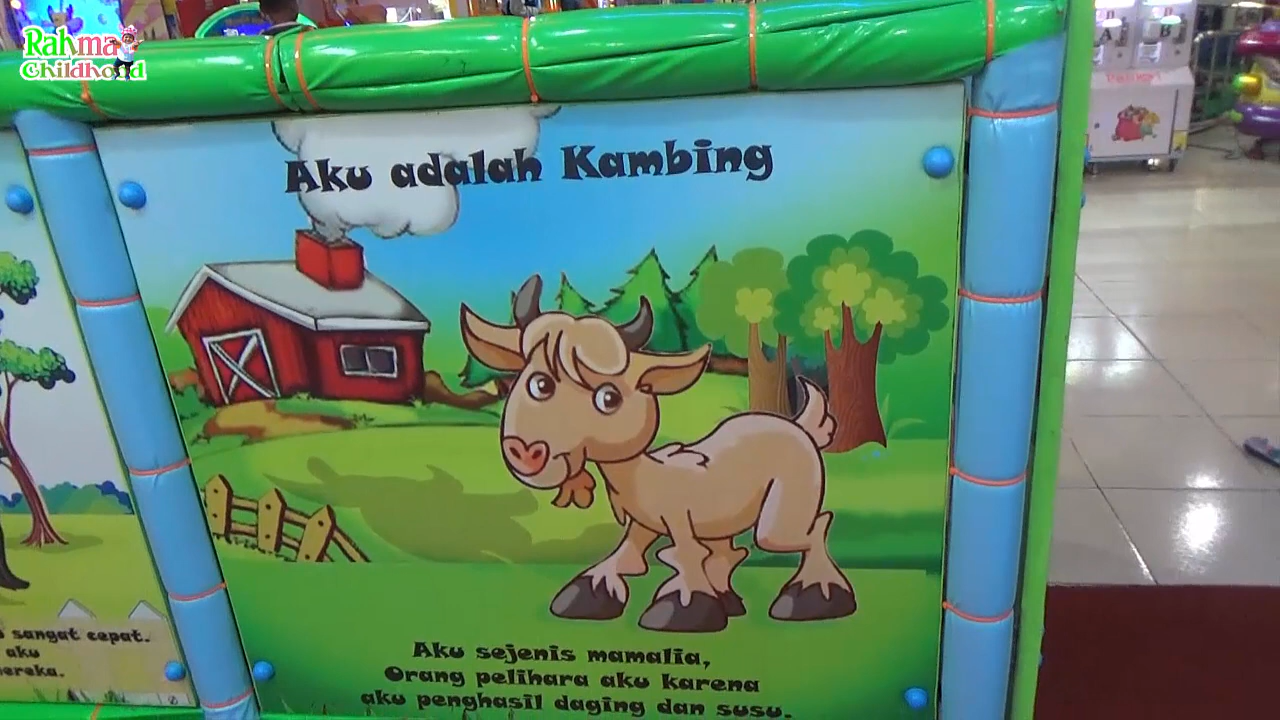 Rahma
Childhood
A B
Aku adalah Kambing
sangat cepat.
aku
Aku sejenis mamalia,
Orang pelihara aku karena
aku penghasil daging dan susu.